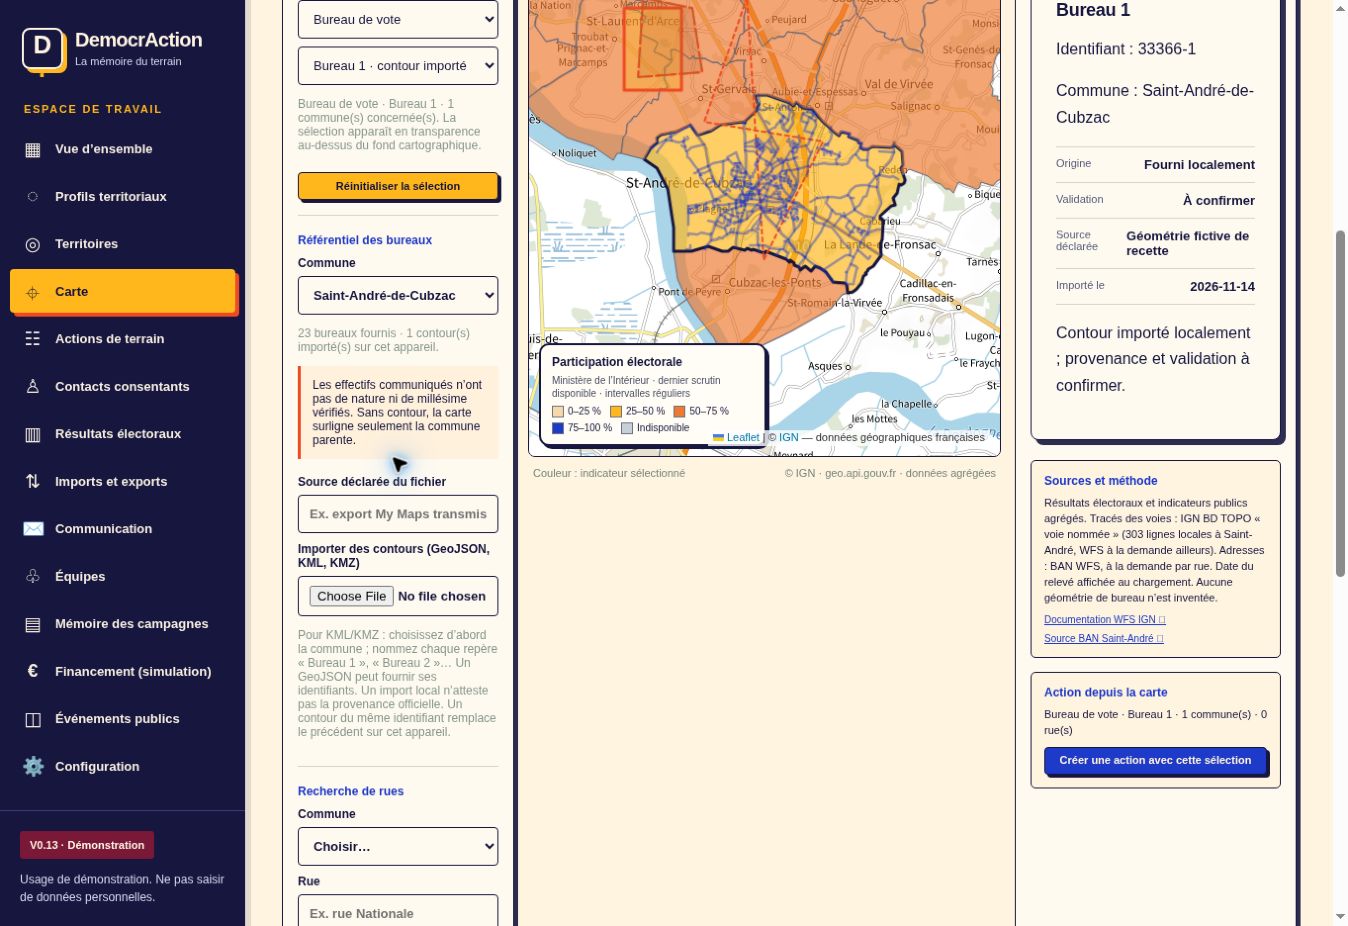 D
DemocrAction
La mémoire du terrain
ESPACE DE TRAVAIL
Vue d’ensemble
Profils territoriaux
Territoires
Carte
Actions de terrain
Contacts consentants
Résultats électoraux
Imports et exports
Communication
Équipes
Mémoire des campagnes
Financement (simulation)
Événements publics
Configuration
V0.13 · Démonstration
Usage de démonstration. Ne pas saisir
de données personnelles.
Bureau de vote
Bureau 1 · contour importé
Bureau de vote · Bureau 1 · 1
commune(s) concernée(s). La
sélection apparaît en transparence
au-dessus du fond cartographique.
Réinitialiser la sélection
Référentiel des bureaux
Commune
Saint-André-de-Cubzac
23 bureaux fournis · 1 contour(s)
importé(s) sur cet appareil.
Les effectifs communiqués n’ont
pas de nature ni de millésime
vérifiés. Sans contour, la carte
surligne seulement la commune
parente.
Source déclarée du fichier
Ex. export My Maps transmis
Importer des contours (GeoJSON,
KML, KMZ)
Choose File No file chosen
Pour KML/KMZ : choisissez d’abord
la commune ; nommez chaque repère
« Bureau 1 », « Bureau 2 »… Un
GeoJSON peut fournir ses
identifiants. Un import local n’atteste
pas la provenance officielle. Un
contour du même identifiant remplace
le précédent sur cet appareil.
Recherche de rues
Commune
Choisir…
Rue
Ex. rue Nationale
la Nation
Marcamps
St-Laurent-d'Arce
Troubat
Prignac-et-
Marcamps
Peujard
Virsac
St-Genès-de-
Fronsac
Val de Virvée
St-Gervais
Aubie-et-Espessas
St-Antoine
Salignac
Noliquet
St-André-de-Cubzac
La Lande-de-Fronsac
Tarnès
Cubzac-les-Ponts
Port de Peyre
St-Romain-la-Virvée
Cadillac-en-
Fronsadais
le Pouyau
Lugon-
Asques
le Fraych
la Chapelle
les Mottes
Participation électorale
Ministère de l’Intérieur · dernier scrutin
disponible · intervalles réguliers
0–25 % 25–50 % 50–75 %
75–100 % Indisponible
Leaflet | © IGN — données géographiques françaises
Couleur : indicateur sélectionné
© IGN · geo.api.gouv.fr · données agrégées
Bureau 1
Identifiant : 33366-1
Commune : Saint-André-de-
Cubzac
Origine Fourni localement
Validation À confirmer
Source
déclarée
Géométrie fictive de
recette
Importé le 2026-11-14
Contour importé localement
; provenance et validation à
confirmer.
Sources et méthode
Résultats électoraux et indicateurs publics
agrégés. Tracés des voies : IGN BD TOPO «
voie nommée » (303 lignes locales à Saint-
André, WFS à la demande ailleurs). Adresses
: BAN WFS, à la demande par rue. Date du
relevé affichée au chargement. Aucune
géométrie de bureau n’est inventée.
Documentation WFS IGN
Source BAN Saint-André
Action depuis la carte
Bureau de vote · Bureau 1 · 1 commune(s) · 0
rue(s)
Créer une action avec cette sélection